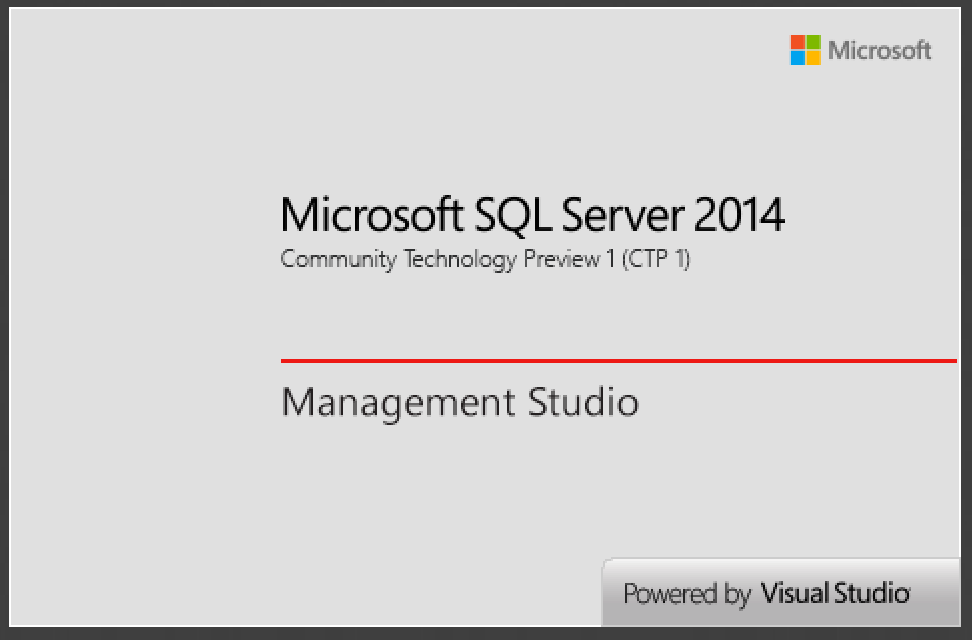 Microsoft
Microsoft SQL Server 2014
Community Technology Preview 1 (CTP 1)
Management Studio
Powered by Visual Studio